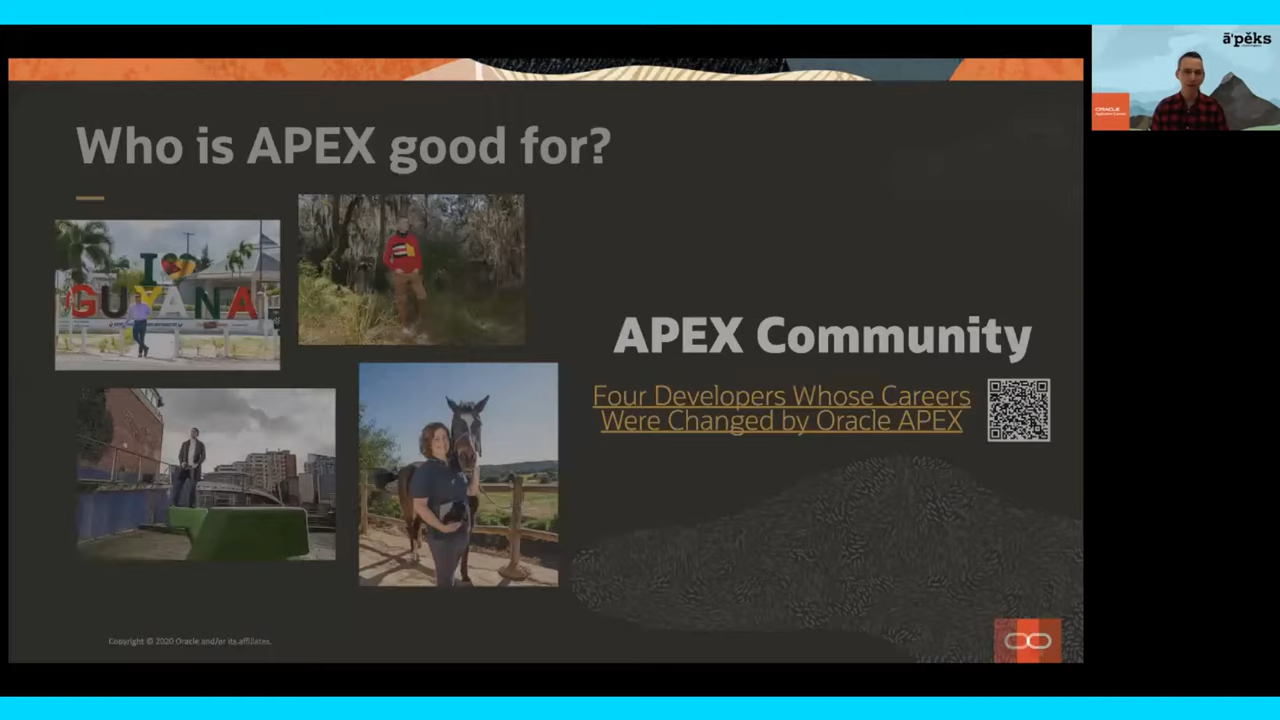 Who is APEX good for?
I
GUYANA
APEX Community
Four Developers Whose Careers
Were Changed by Oracle APEX
Copyright © 2020 Oracle and/or its affiliates.
ā'pěks
ORACLE